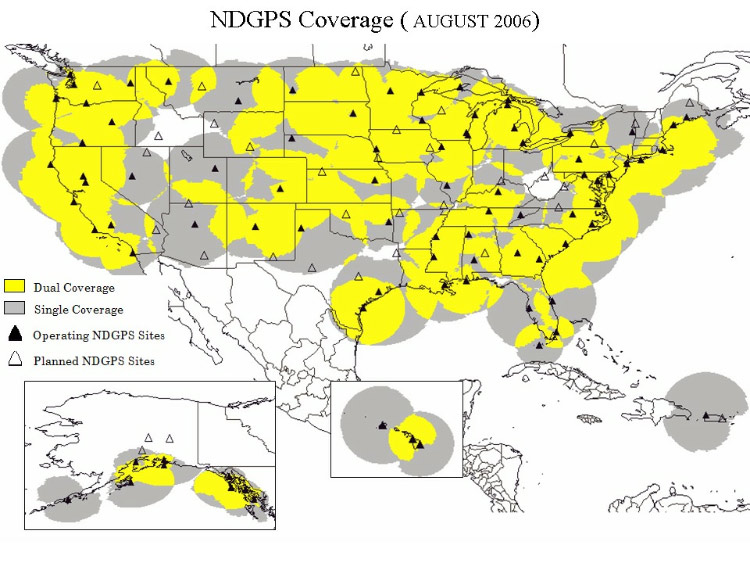 NDGPS Coverage ( AUGUST 2006)
Dual Coverage
Single Coverage
Operating NDGPS Sites
Planned NDGPS Sites